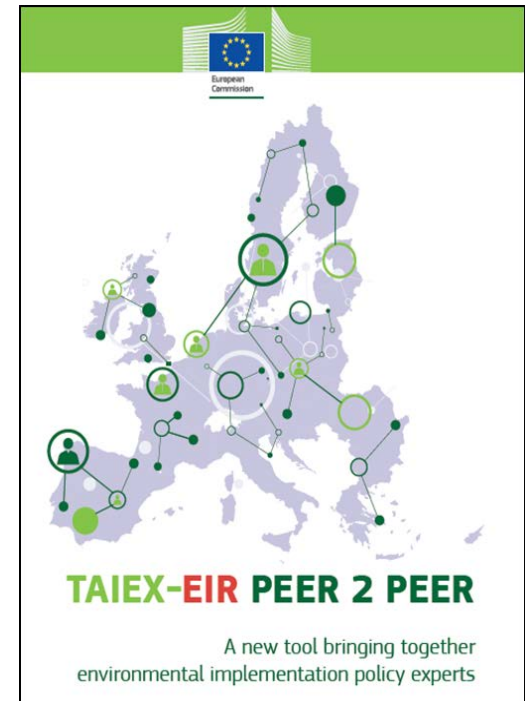 European
Commission
TAIEX-EIR PEER 2 PEER
A new tool bringing together
environmental implementation policy experts